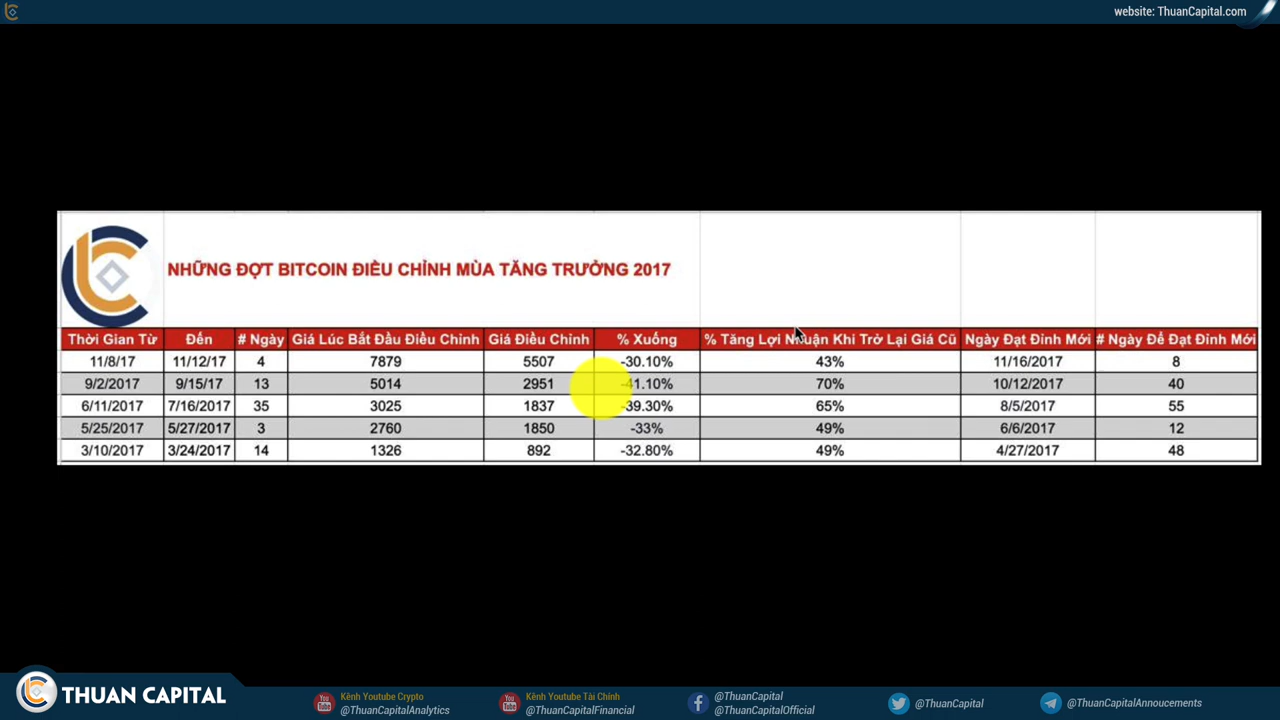 website: ThuanCapital.com
NHỮNG ĐỢT BITCOIN ĐIỀU CHỈNH MÙA TĂNG TRƯỞNG 2017
Thời Gian Từ Đến # Ngày Giá Lúc Bắt Đầu Điều Chỉnh Giá Điều Chỉnh % Xuống % Tăng Lợi Nhuận Khi Trở Lại Giá Cũ Ngày Đạt Đỉnh Mới # Ngày Để Đạt Đỉnh Mới
11/8/17 11/12/17 4 7879 5507 -30.10% 43% 11/16/2017 8
9/2/2017 9/15/17 13 5014 2951 -41.10% 70% 10/12/2017 40
6/11/2017 7/16/2017 35 3025 1837 -39.30% 65% 8/5/2017 55
5/25/2017 5/27/2017 3 2760 1850 -33% 49% 6/6/2017 12
3/10/2017 3/24/2017 14 1326 892 -32.80% 49% 4/27/2017 48
THUAN CAPITAL
Kênh Youtube Crypto
@ThuanCapitalAnalytics
Kênh Youtube Tài Chính
@ThuanCapitalFinancial
@ThuanCapital
@ThuanCapitalOfficial
@ThuanCapital
@ThuanCapitalAnnoucements